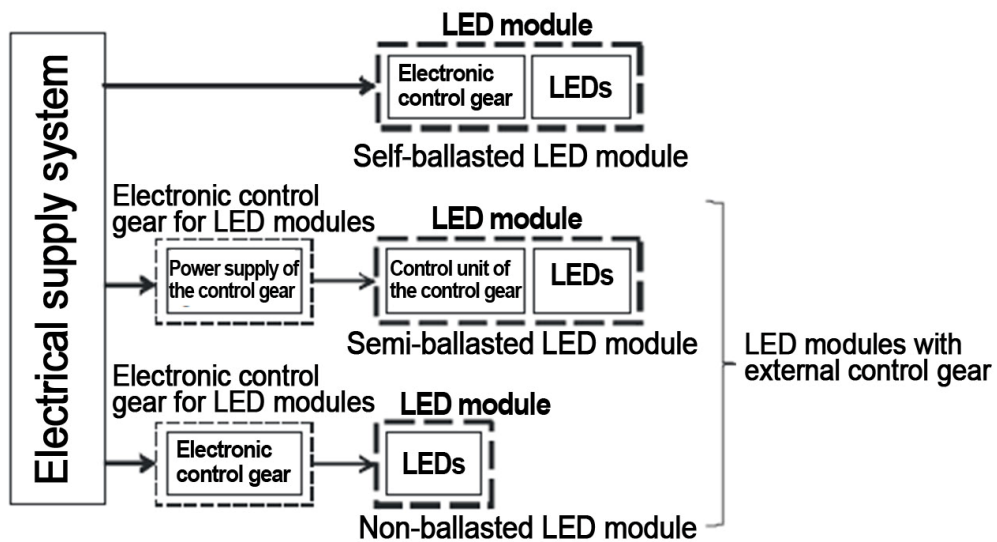 Electrical supply system
LED module
Electronic
control gear
LEDs
Self-ballasted LED module
Electronic control
gear for LED modules
Power supply of
the control gear
LED module
Control unit of
the control gear
LEDs
Semi-ballasted LED module
Electronic control
gear for LED modules
Electronic
control gear
LED module
LEDs
Non-ballasted LED module
LED modules with
external control gear